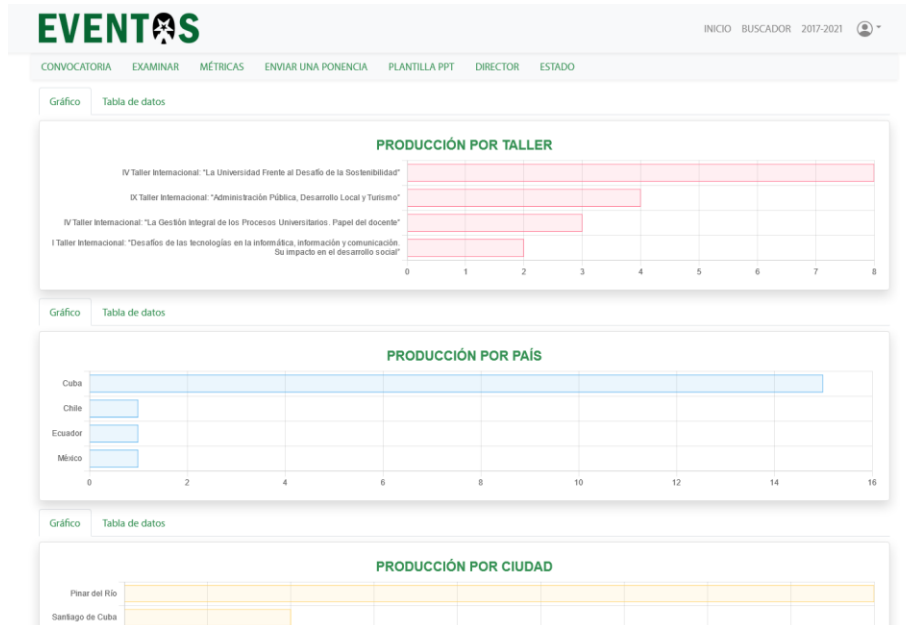 EVENTOS
INICIO BUSCADOR 2017-2021
CONVOCATORIA EXAMINAR MÉTRICAS ENVIAR UNA PONENCIA PLANTILLA PPT DIRECTOR ESTADO
Gráfico Tabla de datos
PRODUCCIÓN POR TALLER
IV Taller Internacional: "La Universidad Frente al Desafío de la Sostenibilidad"
IX Taller Internacional: "Administración Pública, Desarrollo Local y Turismo"
IV Taller Internacional: "La Gestión Integral de los Procesos Universitarios. Papel del docente"
I Taller Internacional: "Desafíos de las tecnologías en la informática, información y comunicación.
Su impacto en el desarrollo social"
0 1 2 3 4 5 6 7 8
Gráfico Tabla de datos
PRODUCCIÓN POR PAÍS
Cuba
Chile
Ecuador
México
0 2 4 6 8 10 12 14 16
Gráfico Tabla de datos
PRODUCCIÓN POR CIUDAD
Pinar del Río
Santiago de Cuba